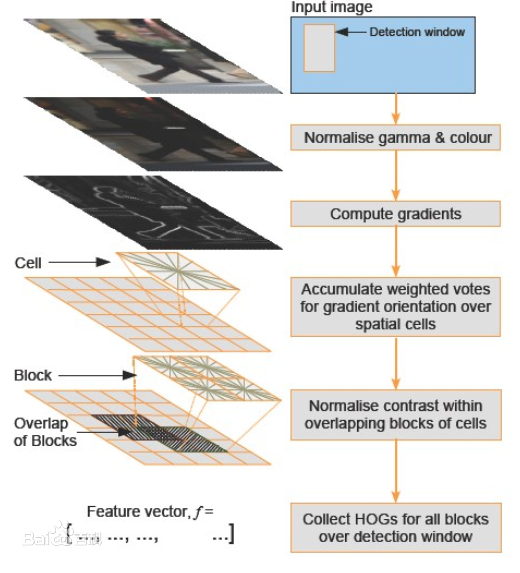 Input image
Detection window
Normalise gamma & colour
Compute gradients
Cell
Accumulate weighted votes
for gradient orientation over
spatial cells
Block
Normalise contrast within
overlapping blocks of cells
Overlap
of Blocks
Feature vector, f =
[ ..., ..., ..., ...]
Collect HOGs for all blocks
over detection window